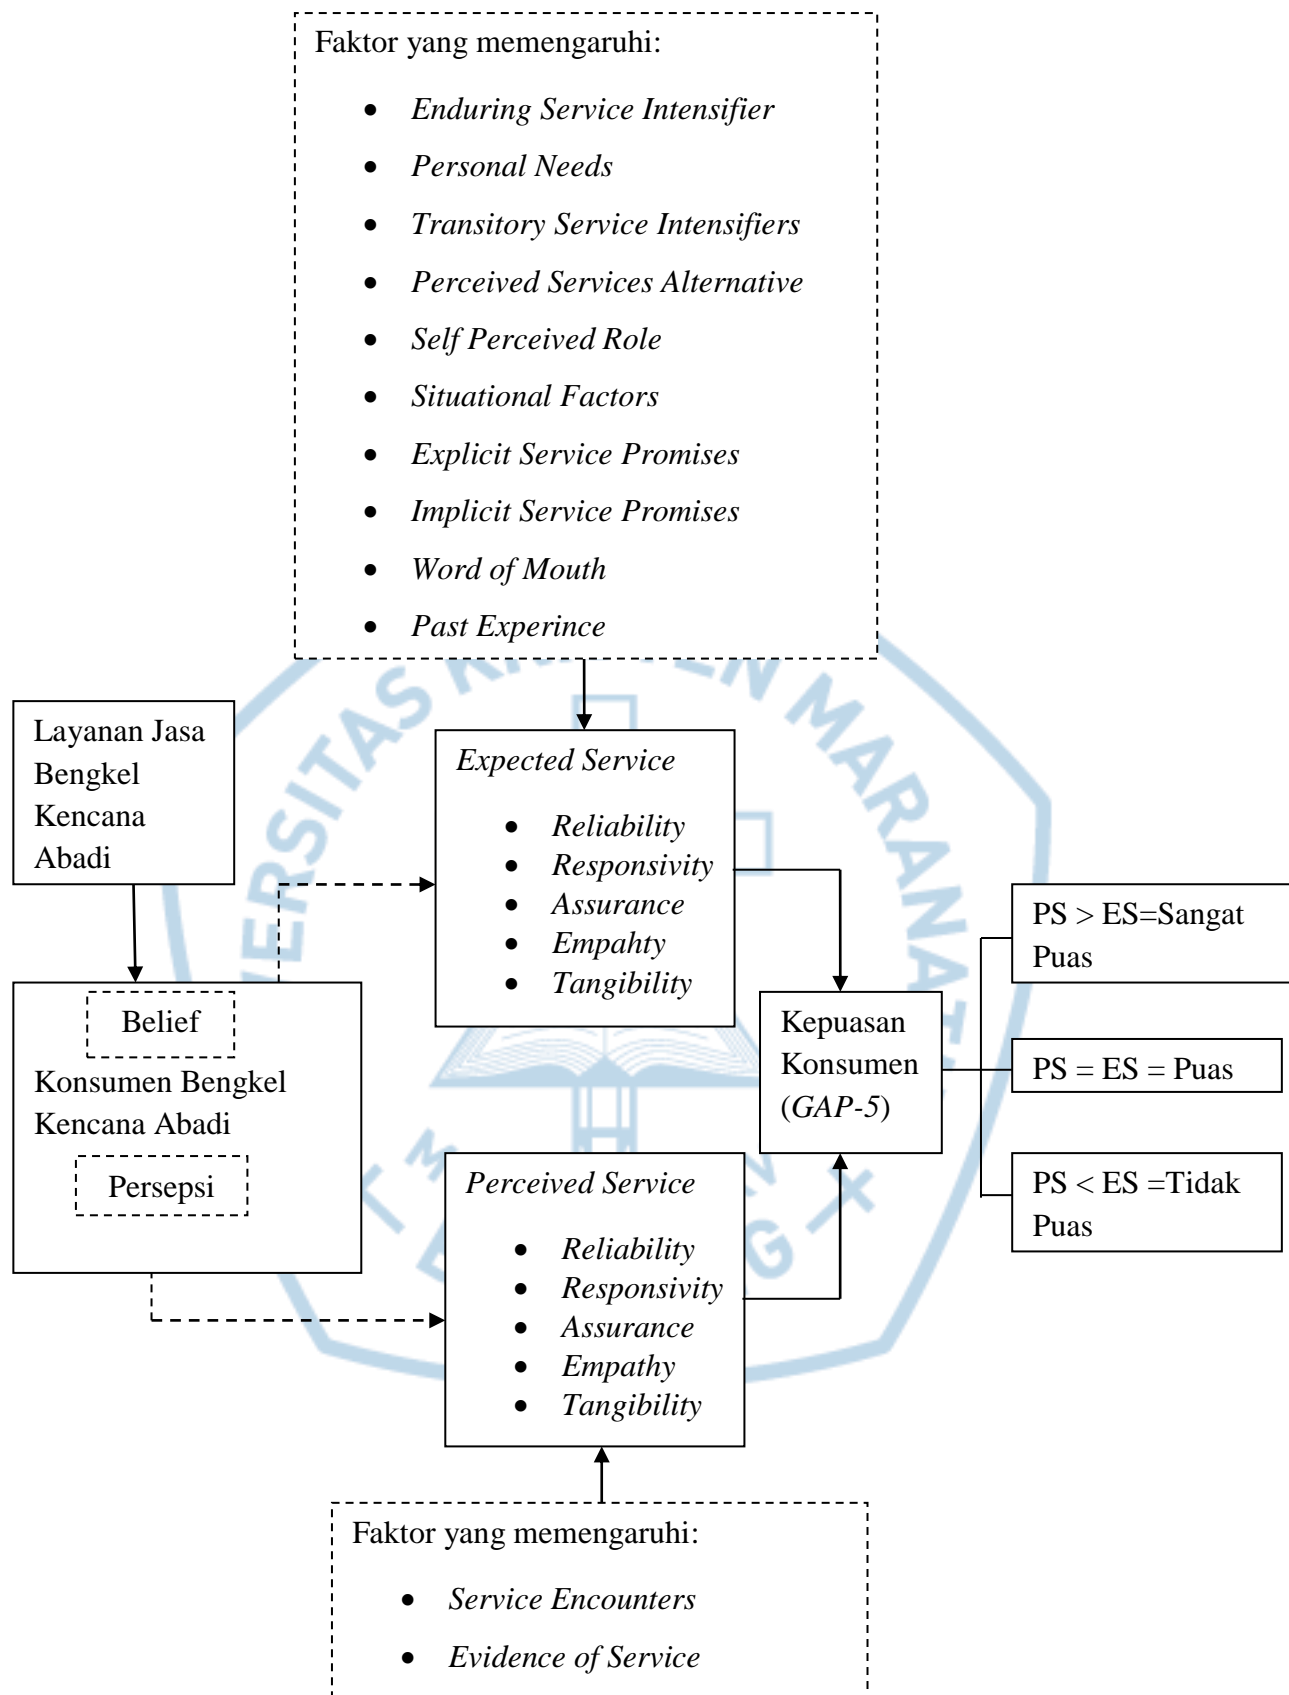 Faktor yang memengaruhi:
• Enduring Service Intensifier
• Personal Needs
• Transitory Service Intensifiers
• Perceived Services Alternative
• Self Perceived Role
• Situational Factors
• Explicit Service Promises
• Implicit Service Promises
• Word of Mouth
• Past Experince
Layanan Jasa
Bengkel
Kencana
Abadi
Expected Service
• Reliability
• Responsivity
• Assurance
• Empahty
• Tangibility
Belief
Konsumen Bengkel
Kencana Abadi
Persepsi
Kepuasan
Konsumen
(GAP-5)
PS > ES=Sangat
Puas
PS = ES = Puas
PS < ES =Tidak
Puas
Perceived Service
• Reliability
• Responsivity
• Assurance
• Empathy
• Tangibility
Faktor yang memengaruhi:
• Service Encounters
• Evidence of Service